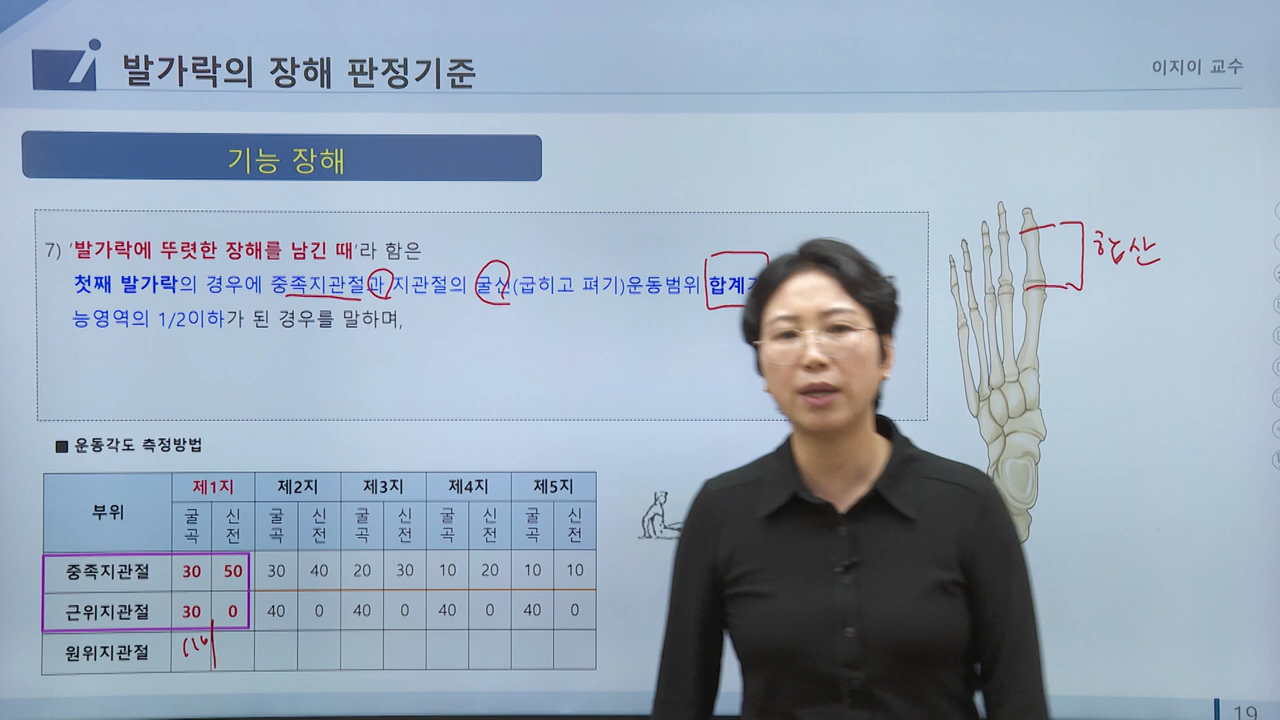 발가락의 장해 판정기준
이지이 교수
기능 장해
7) '발가락에 뚜렷한 장해를 남긴 때'라 함은
첫째 발가락의 경우에 중족지관절과 지관절의 굴신(굽히고 펴기)운동범위 합계
능영역의 1/2이하가 된 경우를 말하며,
합산
■ 운동각도 측정방법
부위 제1지 제2지 제3지 제4지 제5지
굴곡 신전 굴곡 신전 굴곡 신전 굴곡 신전 굴곡 신전
중족지관절 30 50 30 40 20 30 10 20 10 10
근위지관절 30 0 40 0 40 0 40 0 40 0
원위지관절
19